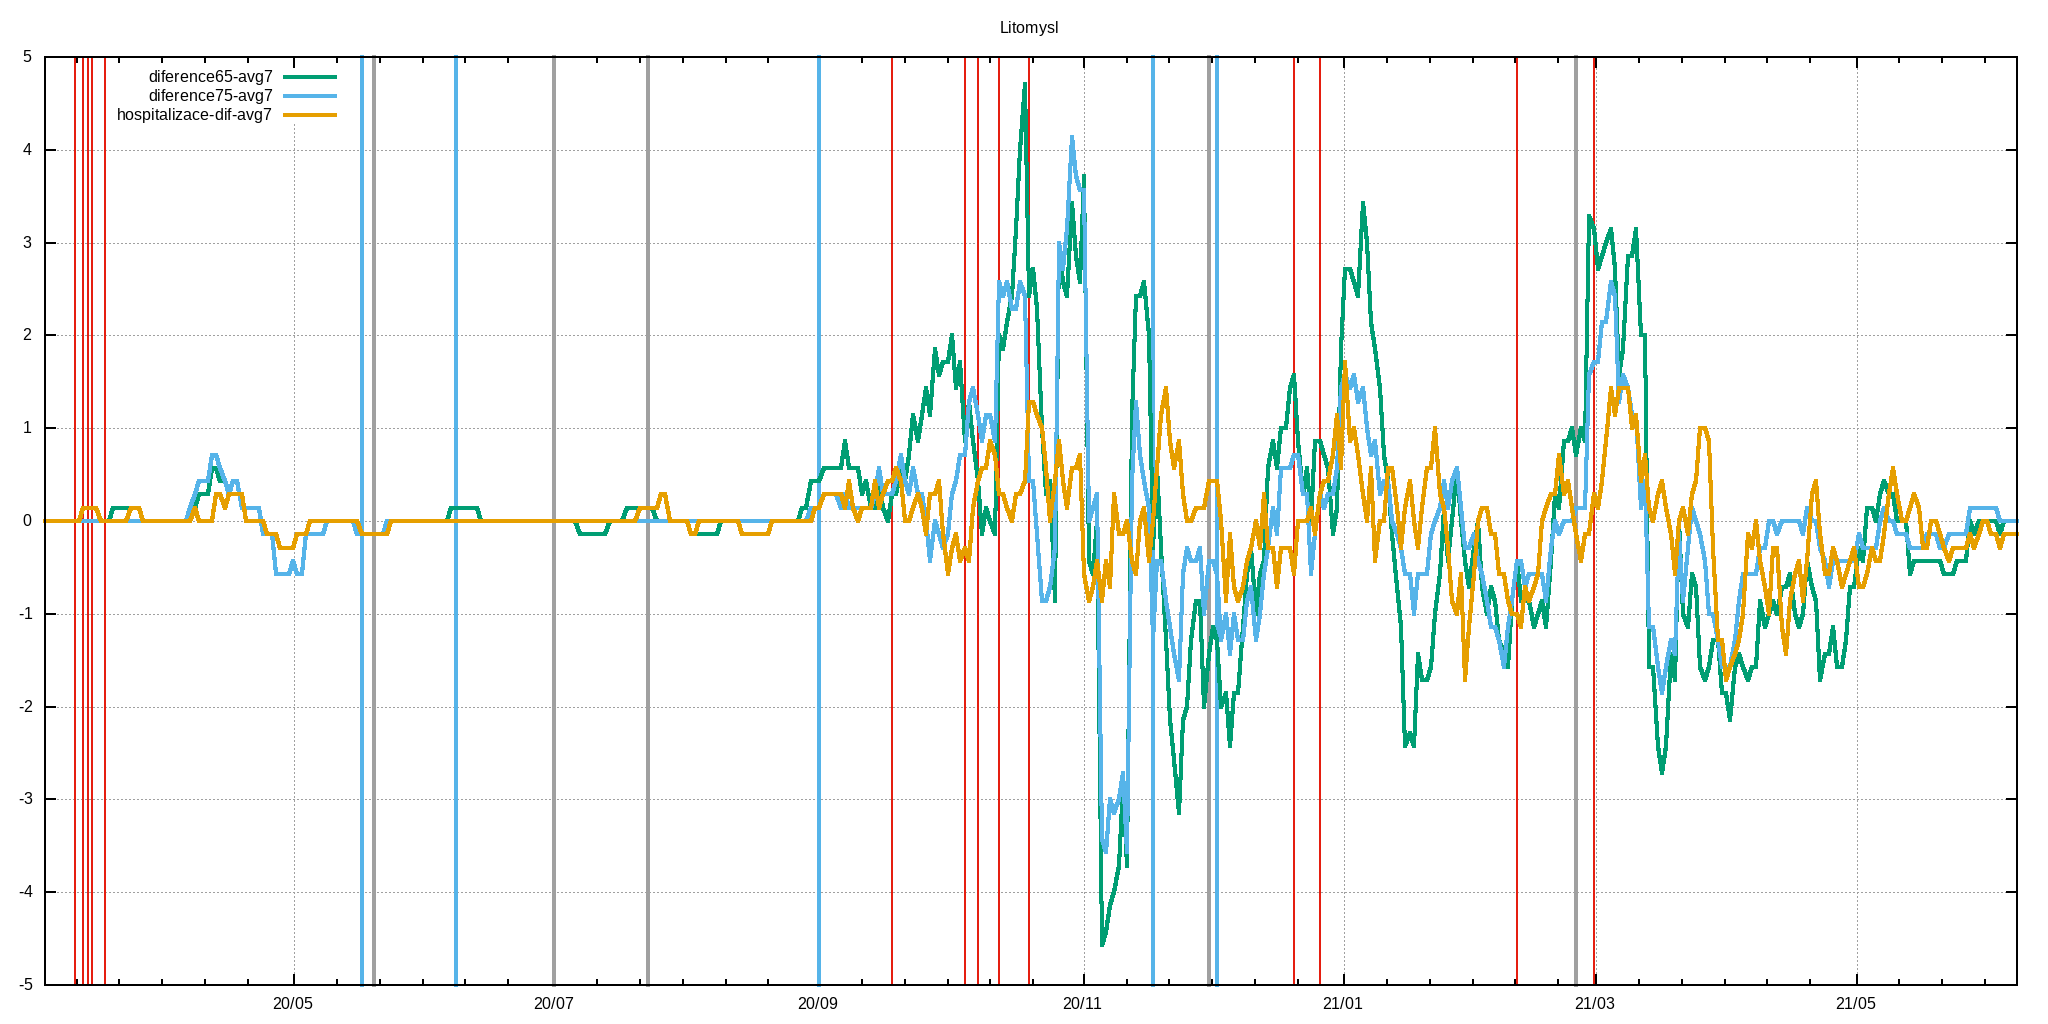 Litomysl
diference65-avg7
diference75-avg7
hospitalizace-dif-avg7
5
4
3
2
1
0
-1
-2
-3
-4
-5
20/05 20/07 20/09 20/11 21/01 21/03 21/05